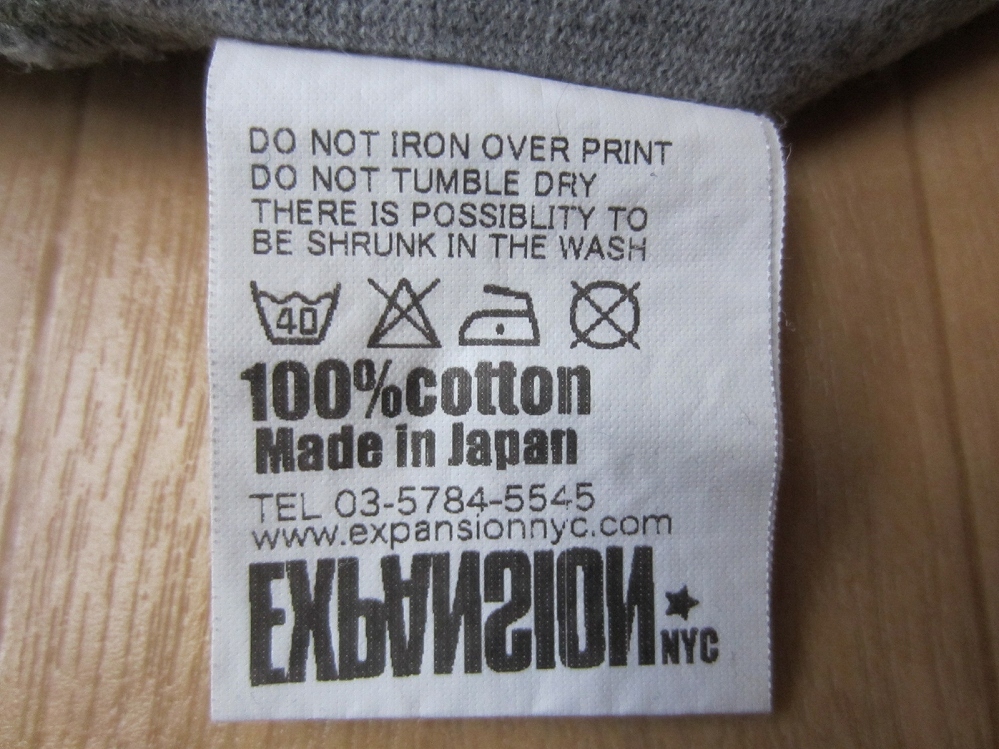 DO NOT IRON OVER PRINT
DO NOT TUMBLE DRY
THERE IS POSSIBLITY TO
BE SHRUNK IN THE WASH
40
100%cotton
Made in Japan
TEL 03-5784-5545
www.expansionnyc.com
EXPANSION NYC